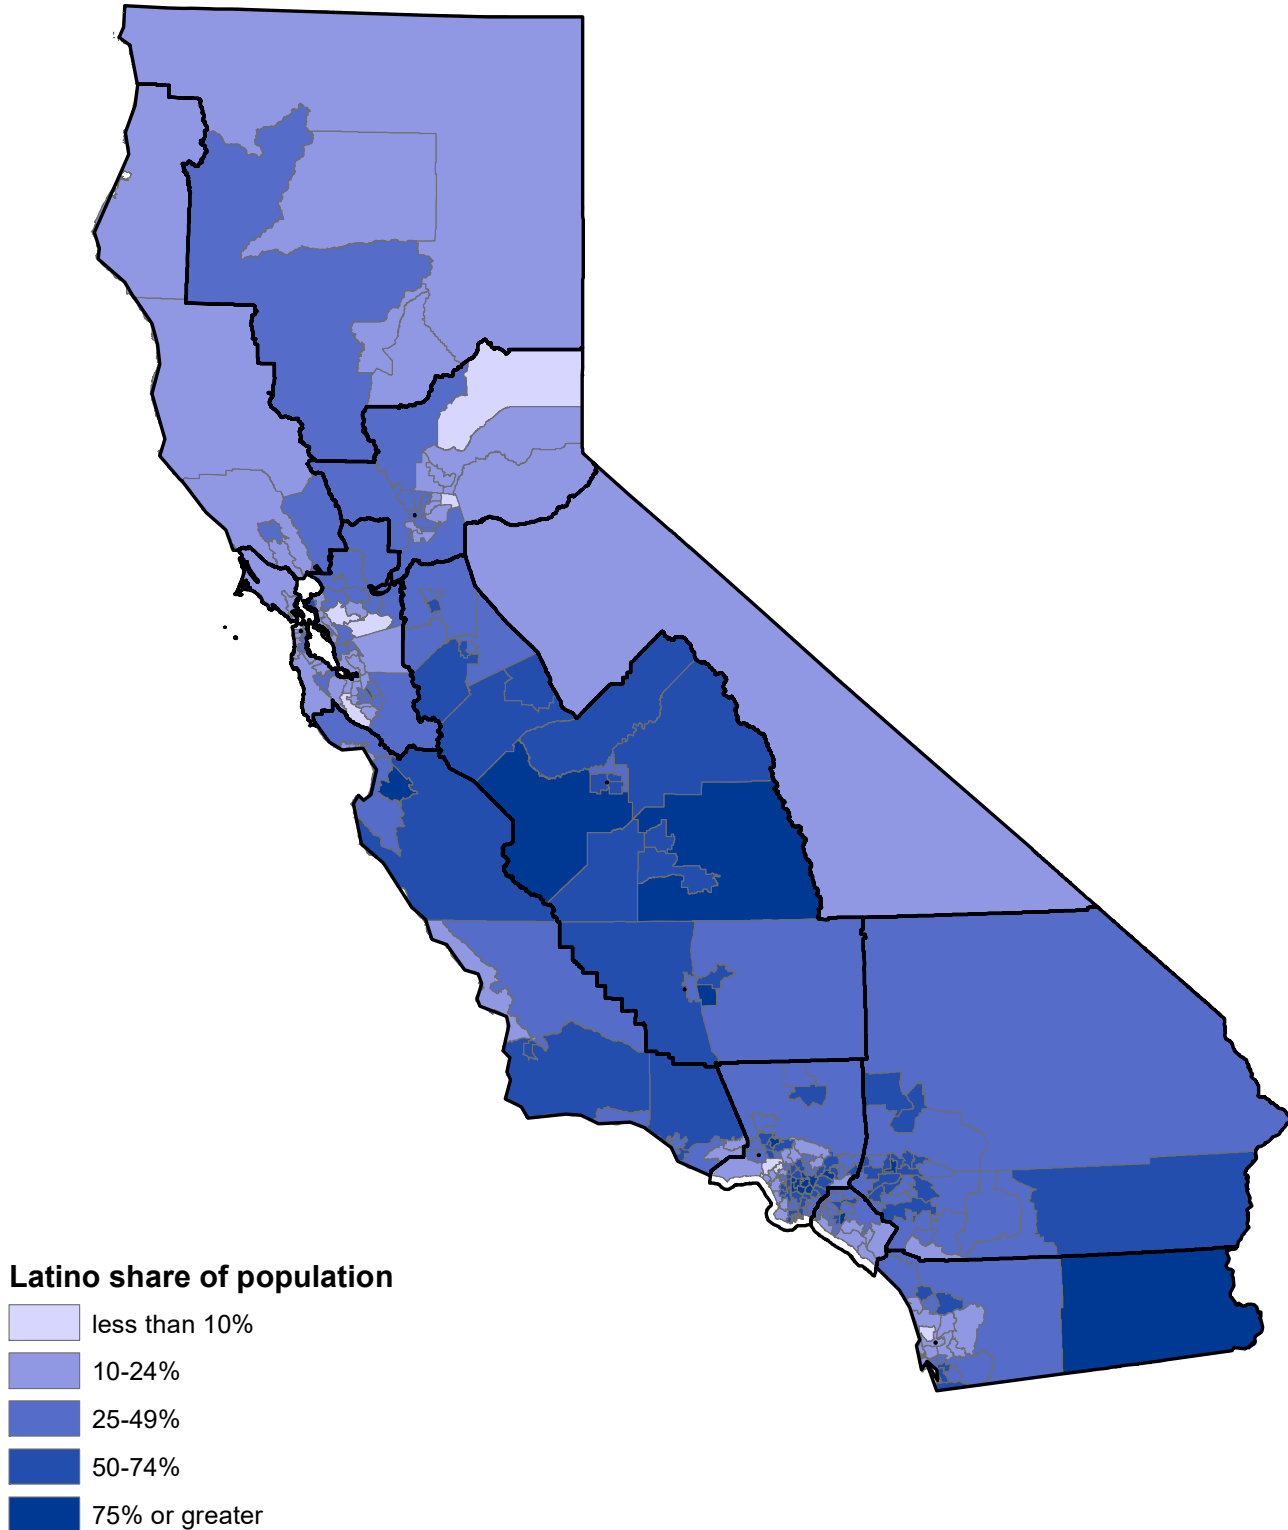 Latino share of population
less than 10%
10-24%
25-49%
50-74%
75% or greater